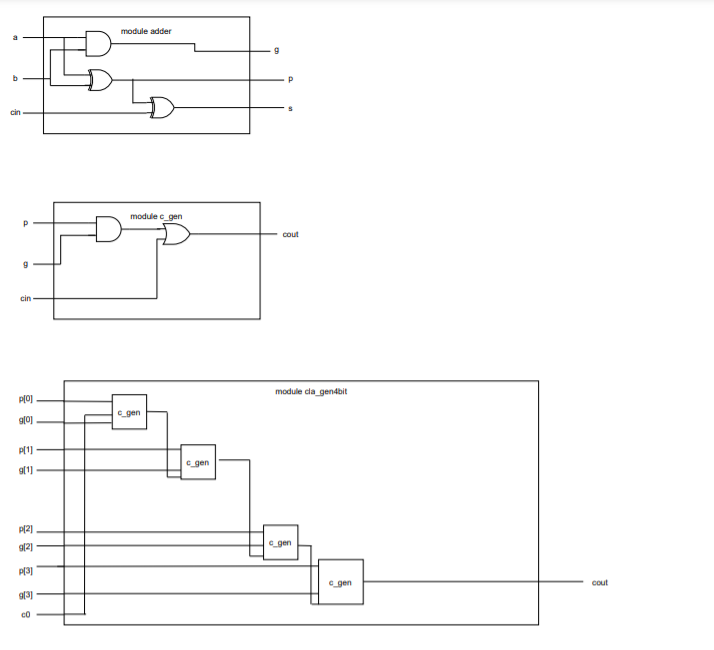 module adder
a
g
b
p
cin
s
module c_gen
p
cout
g
cin
module cla_gen4bit
p[0]
g[0]
c_gen
p[1]
g[1]
c_gen
p[2]
g[2]
c_gen
p[3]
c_gen
cout
g[3]
c0